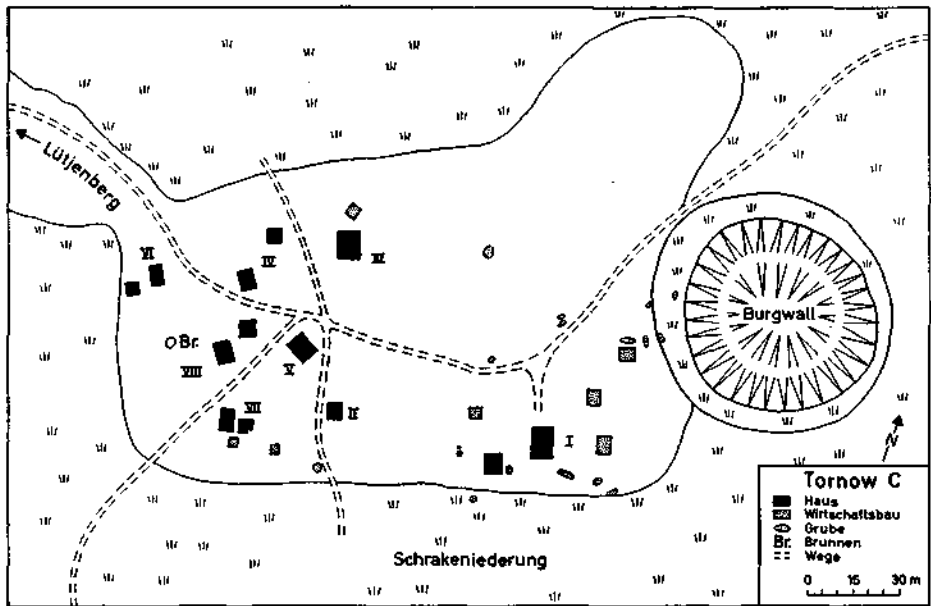 Lütjenberg
VI
IV
III
Burgwall
Br.
VIII
V
VII
II
I
N
Schrakeniederung
Tornow C
Haus
Wirtschaftsbau
Grube
Br. Brunnen
Wege
0 15 30 m